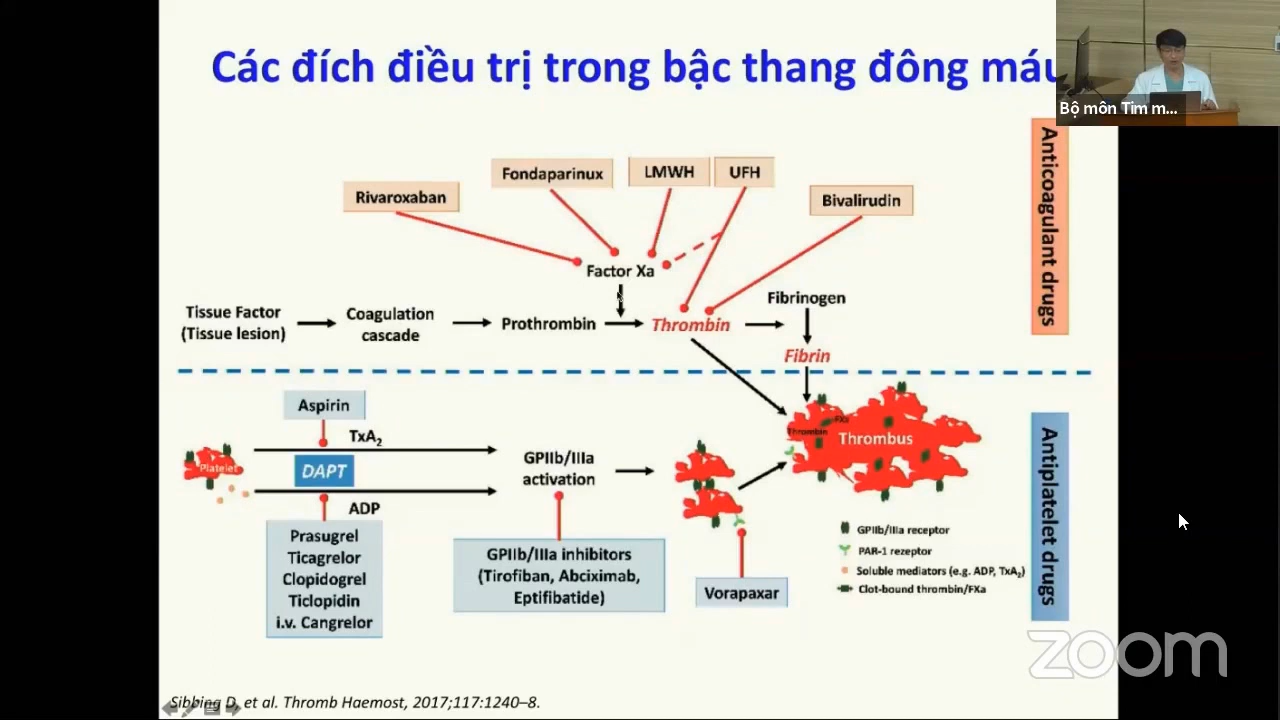 Các đích điều trị trong bậc thang đông máu
Bộ môn Tim m...
Anticoagulant drugs
Fondaparinux
LMWH
UFH
Rivaroxaban
Bivalirudin
Factor Xa
Tissue Factor
(Tissue lesion)
Coagulation
cascade
Prothrombin
Thrombin
Fibrinogen
Fibrin
Aspirin
TxA2
Platelet
DAPT
ADP
GPIIb/IIIa
activation
Thrombin
FXa
Thrombus
Antiplatelet drugs
Prasugrel
Ticagrelor
Clopidogrel
Ticlopidin
i.v. Cangrelor
GPIIb/IIIa inhibitors
(Tirofiban, Abciximab,
Eptifibatide)
Vorapaxar
GPIIb/IIIa receptor
PAR-1 rezeptor
Soluble mediators (e.g. ADP, TxA2)
Clot-bound thrombin/FXa
zoom
Sibbing D, et al. Thromb Haemost, 2017;117:1240–8.